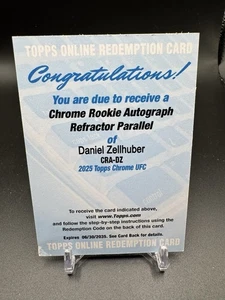 TOPPS ONLINE REDEMPTION CARD
Congratulations!
You are due to receive a
Chrome Rookie Autograph
Refractor Parallel
of
Daniel Zellhuber
CRA-DZ
2025 Topps Chrome UFC
To receive the card indicated above,
visit www.Topps.com
and follow the step-by-step instructions using the
Redemption Code on the back of this card.
Expires 06/30/2035. See Card Back for details.
TOPPS ONLINE REDEMPTION CARD